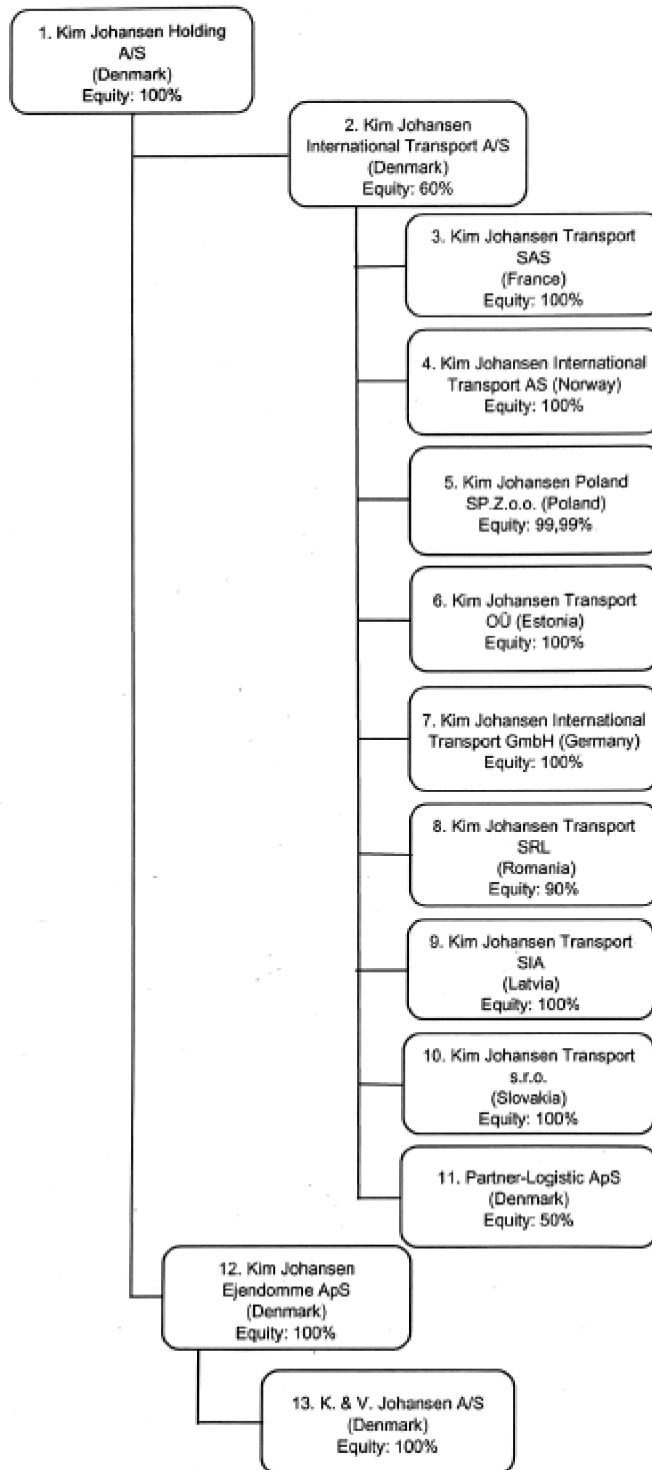 1. Kim Johansen Holding
A/S
(Denmark)
Equity: 100%
2. Kim Johansen
International Transport A/S
(Denmark)
Equity: 60%
3. Kim Johansen Transport
SAS
(France)
Equity: 100%
4. Kim Johansen International
Transport AS (Norway)
Equity: 100%
5. Kim Johansen Poland
SP.Z.o.o. (Poland)
Equity: 99,99%
6. Kim Johansen Transport
OÜ (Estonia)
Equity: 100%
7. Kim Johansen International
Transport GmbH (Germany)
Equity: 100%
8. Kim Johansen Transport
SRL
(Romania)
Equity: 90%
9. Kim Johansen Transport
SIA
(Latvia)
Equity: 100%
10. Kim Johansen Transport
s.r.o.
(Slovakia)
Equity: 100%
11. Partner-Logistic ApS
(Denmark)
Equity: 50%
12. Kim Johansen
Ejendomme ApS
(Denmark)
Equity: 100%
13. K. & V. Johansen A/S
(Denmark)
Equity: 100%